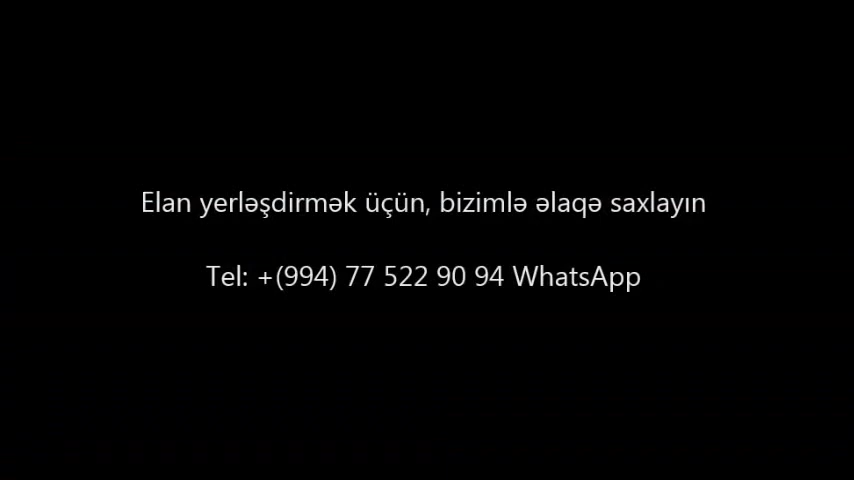 Elan yerləşdirmək üçün, bizimlə əlaqə saxlayın
Tel: +(994) 77 522 90 94 WhatsApp